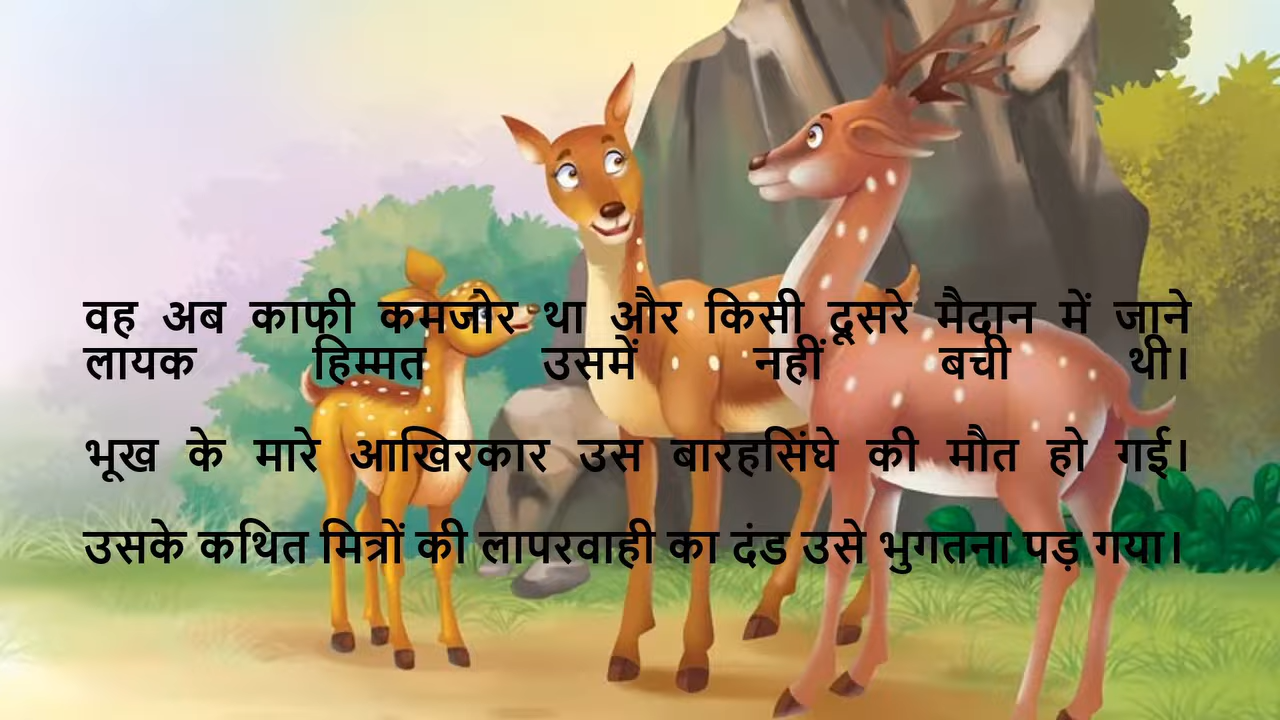 वह अब काफी कमजोर था और किसी दूसरे मैदान में जाने
लायक हिम्मत उसमें नहीं बची थी।
भूख के मारे आखिरकार उस बारहसिंघे की मौत हो गई।
उसके कथित मित्रों की लापरवाही का दंड उसे भुगतना पड़ गया।